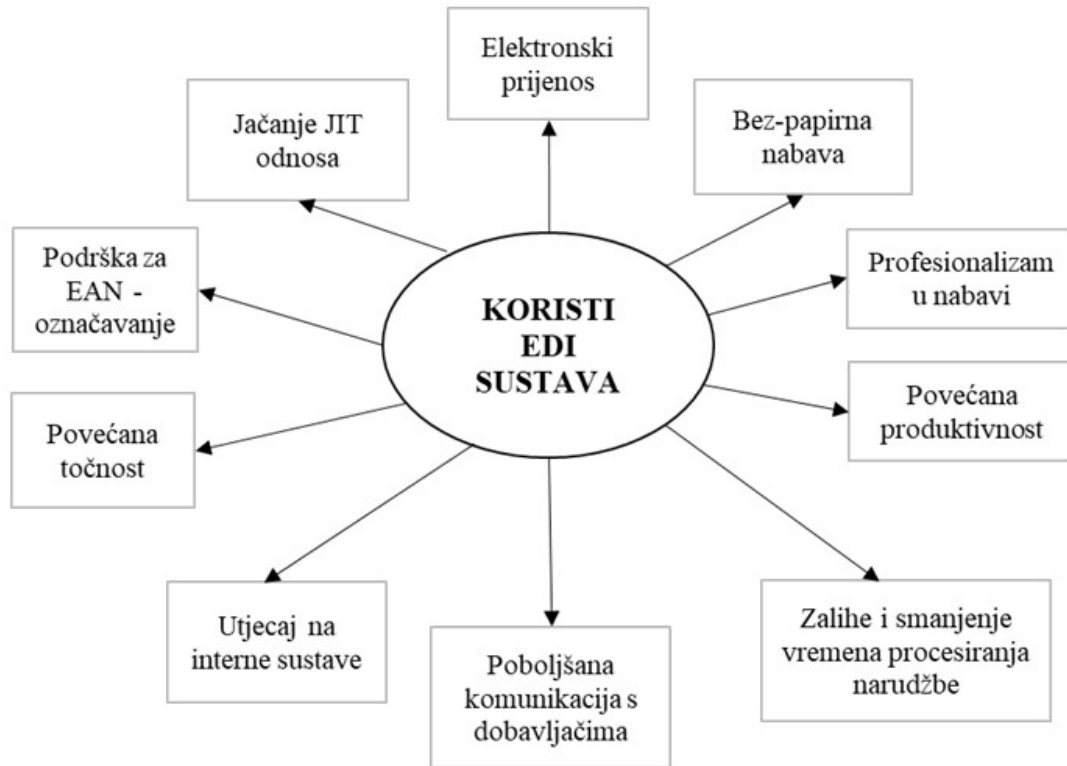 Elektronski
prijenos
Jačanje JIT
odnosa
Bez-papirna
nabava
Podrška za
EAN -
označavanje
KORISTI
EDI
SUSTAVA
Profesionalizam
u nabavi
Povećana
točnost
Povećana
produktivnost
Utjecaj na
interne sustave
Poboljšana
komunikacija s
dobavljačima
Zalihe i smanjenje
vremena procesiranja
narudžbe